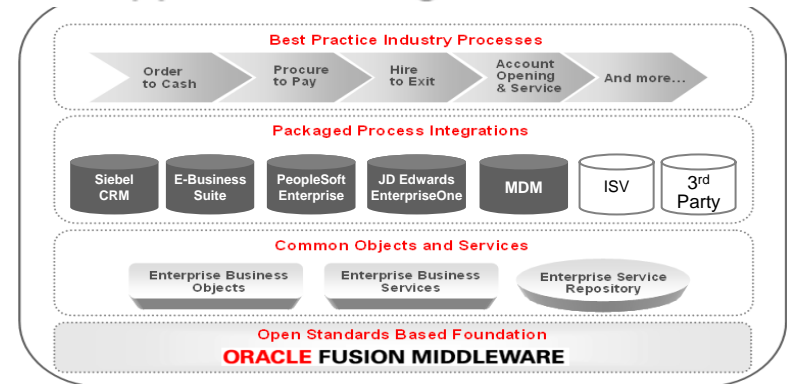 Best Practice Industry Processes
Order
to Cash
Procure
to Pay
Hire
to Exit
Account
Opening
& Service
And more...
Packaged Process Integrations
Siebel
CRM
E-Business
Suite
PeopleSoft
Enterprise
JD Edwards
EnterpriseOne
MDM
ISV
3rd
Party
Common Objects and Services
Enterprise Business
Objects
Enterprise Business
Services
Enterprise Service
Repository
Open Standards Based Foundation
ORACLE FUSION MIDDLEWARE